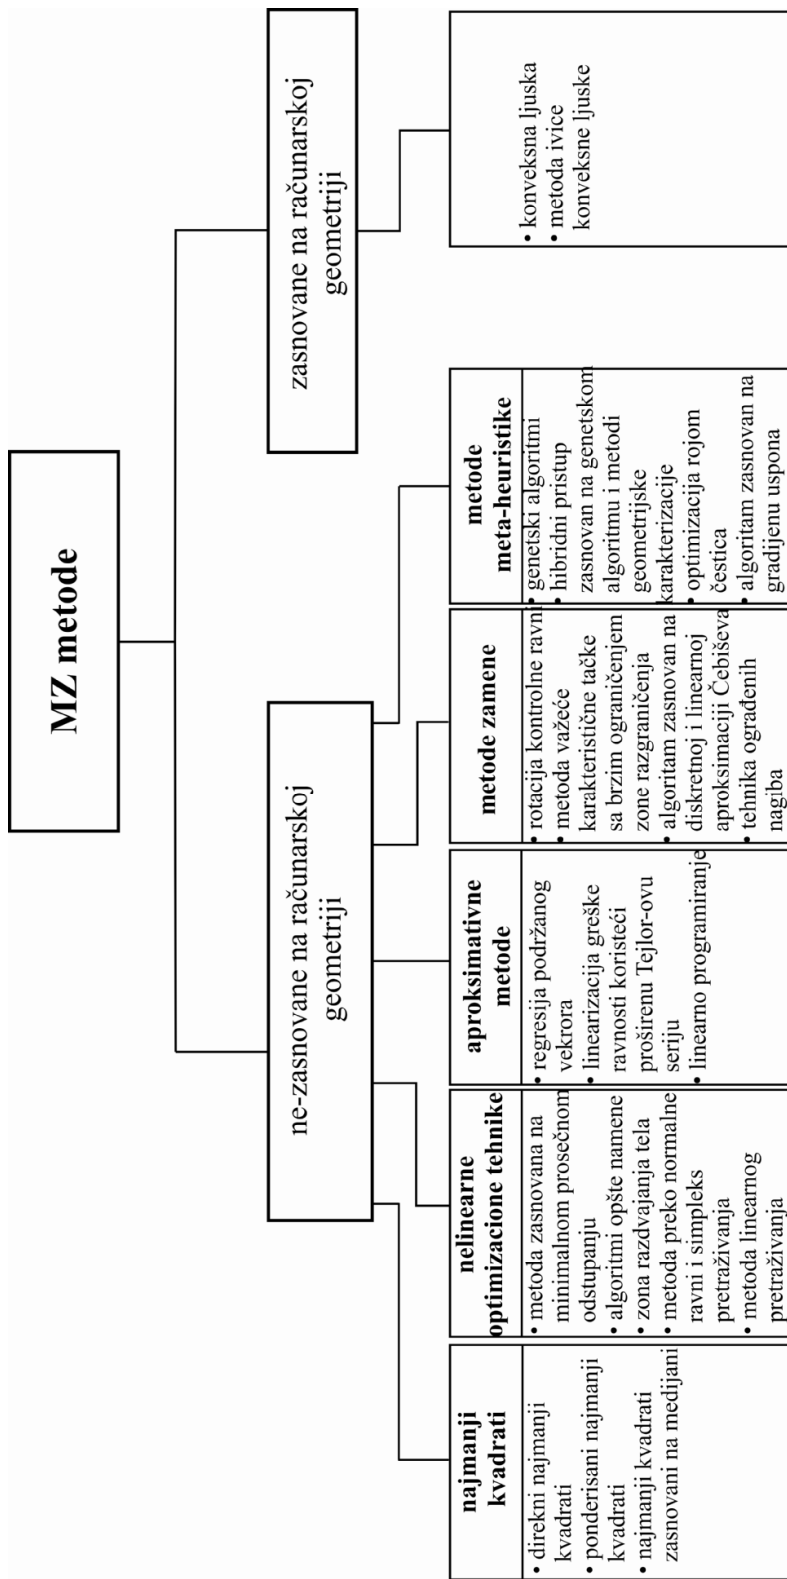 MZ metode
ne-zasnovane na računarskoj
geometriji
zasnovane na računarskoj
geometriji
najmanji
kvadrati
• direkni najmanji
kvadrati
• ponderisani najmanji
kvadrati
• najmanji kvadrati
zasnovani na medijani
nelinearne
optimizacione tehnike
• metoda zasnovana na
minimalnom prosečnom
odstupanju
• algoritmi opšte namene
• zona razdvajanja tela
• metoda preko normalne
ravni i simpleks
pretraživanja
• metoda linearnog
pretraživanja
aproksimativne
metode
• regresija podržanog
vekrora
• linearizacija greške
ravnosti koristeći
proširenu Tejlor-ovu
seriju
• linearno programiranje
metode zamene
• rotacija kontrolne ravni
• metoda važeće
karakteristične tačke
sa brzim ograničenjem
zone razgraničenja
• algoritam zasnovan na
diskretnoj i linearnoj
aproksimaciji Čebiševa
• tehnika ograđenih
nagiba
metode
meta-heuristike
• genetski algoritmi
• hibridni pristup
zasnovan na genetskom
algoritmu i metodi
geometrijske
karakterizacije
• optimizacija rojom
čestica
• algoritam zasnovan na
gradijenu uspona
• konveksna ljuska
• metoda ivice
konveksne ljuske